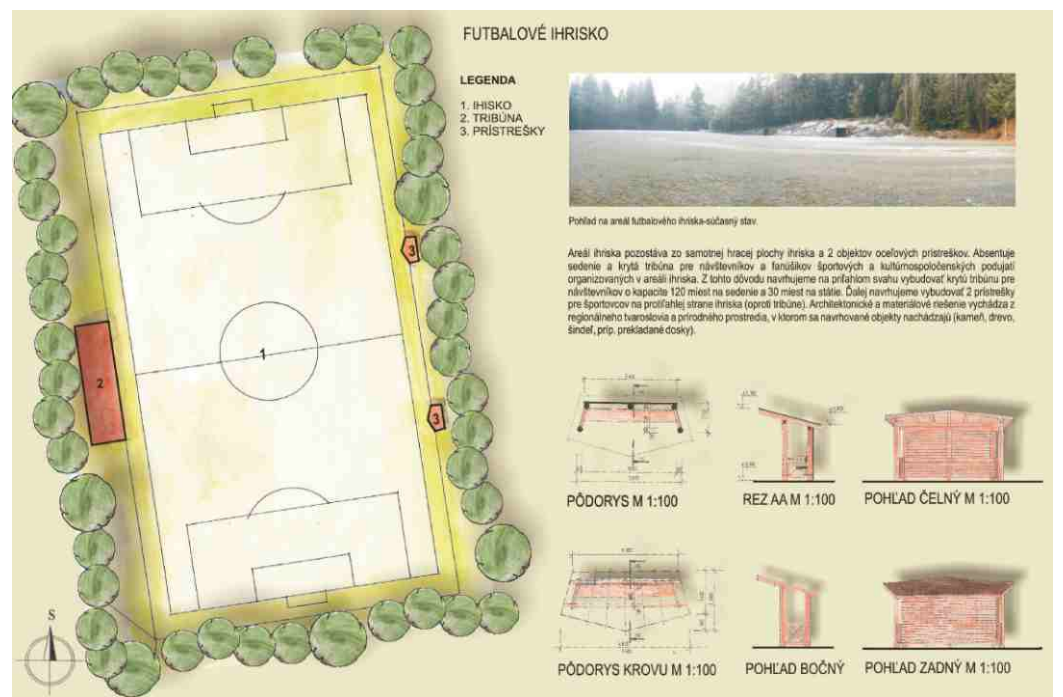 FUTBALOVÉ IHRISKO
LEGENDA
1. IHISKO
2. TRIBÚNA
3. PRÍSTREŠKY
Pohľad na areál futbalového ihriska-súčasný stav.
Areál ihriska pozostáva zo samotnej hracej plochy ihriska a 2 objektov oceľových prístreškov. Absentuje
sedenie a krytá tribúna pre návštevníkov a fanúšikov športových a kultúrnospoločenských podujatí
organizovaných v areáli ihriska. Z tohto dôvodu navrhujeme na priľahlom svahu vybudovať krytú tribúnu pre
návštevníkov o kapacite 120 miest na sedenie a 30 miest na státie. Ďalej navrhujeme vybudovať 2 prístrešky
pre športovcov na protiľahlej strane ihriska (oproti tribúne). Architektonické a materiálové riešenie vychádza z
regionálneho tvaroslovia a prírodného prostredia, v ktorom sa navrhované objekty nachádzajú (kameň, drevo,
šindeľ, príp. prekladané dosky).
3
1
2
3
S
PÔDORYS M 1:100
REZ AA M 1:100
POHĽAD ČELNÝ M 1:100
PÔDORYS KROVU M 1:100
POHĽAD BOČNÝ
POHĽAD ZADNÝ M 1:100